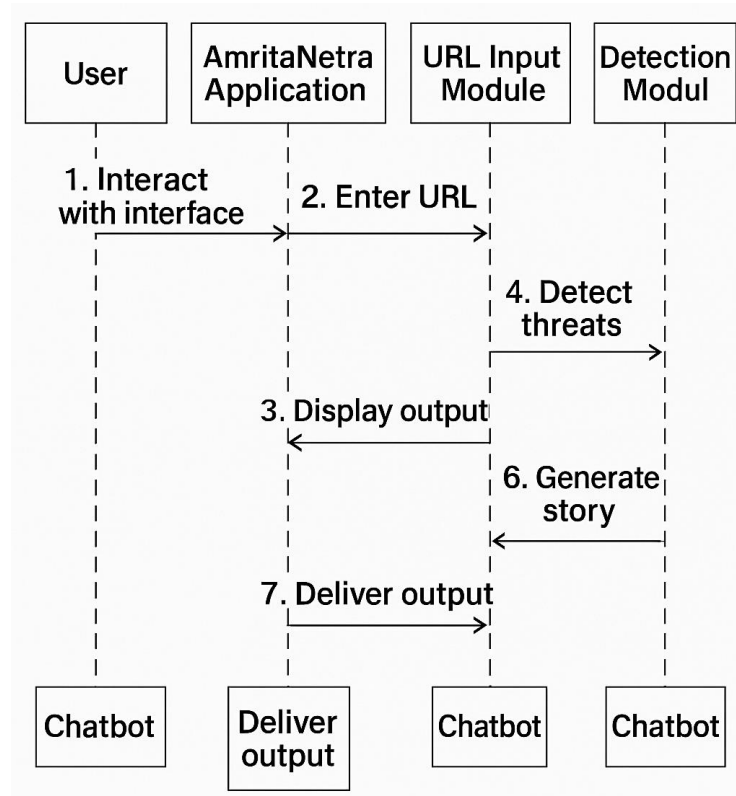 User
AmritaNetra
Application
URL Input
Module
Detection
Modul
1. Interact
with interface
2. Enter URL
4. Detect
threats
3. Display output
6. Generate
story
7. Deliver output
Chatbot
Deliver
output
Chatbot
Chatbot